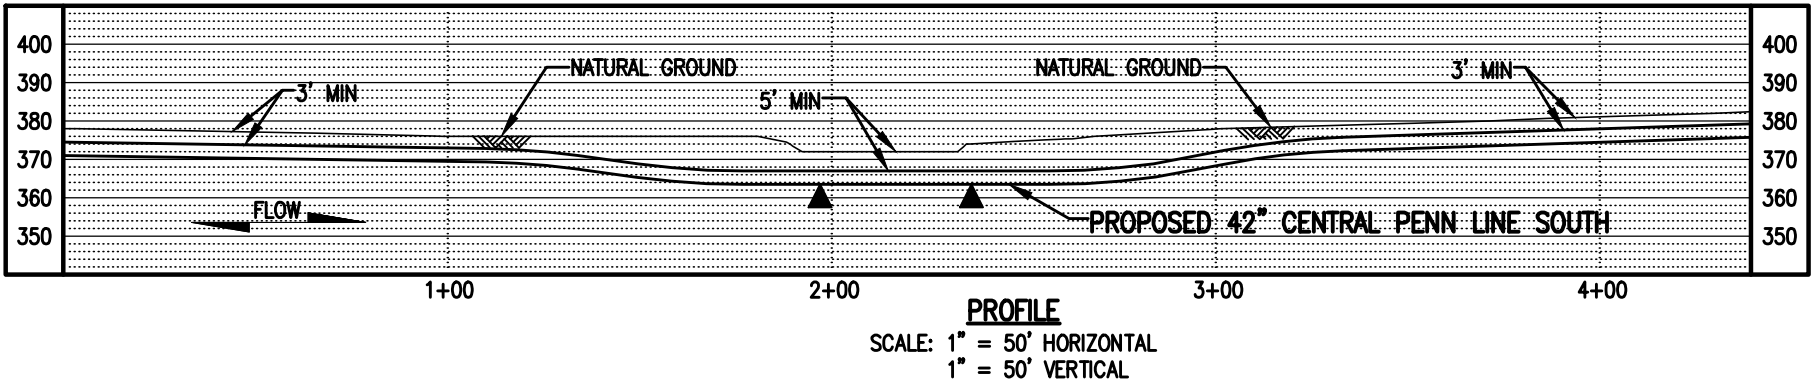 400 400
390 NATURAL GROUND NATURAL GROUND 3' MIN 390
3' MIN 5' MIN
380 380
370 370
360 360
FLOW PROPOSED 42" CENTRAL PENN LINE SOUTH
350 350
1+00 2+00 3+00 4+00
PROFILE
SCALE: 1" = 50' HORIZONTAL
1" = 50' VERTICAL